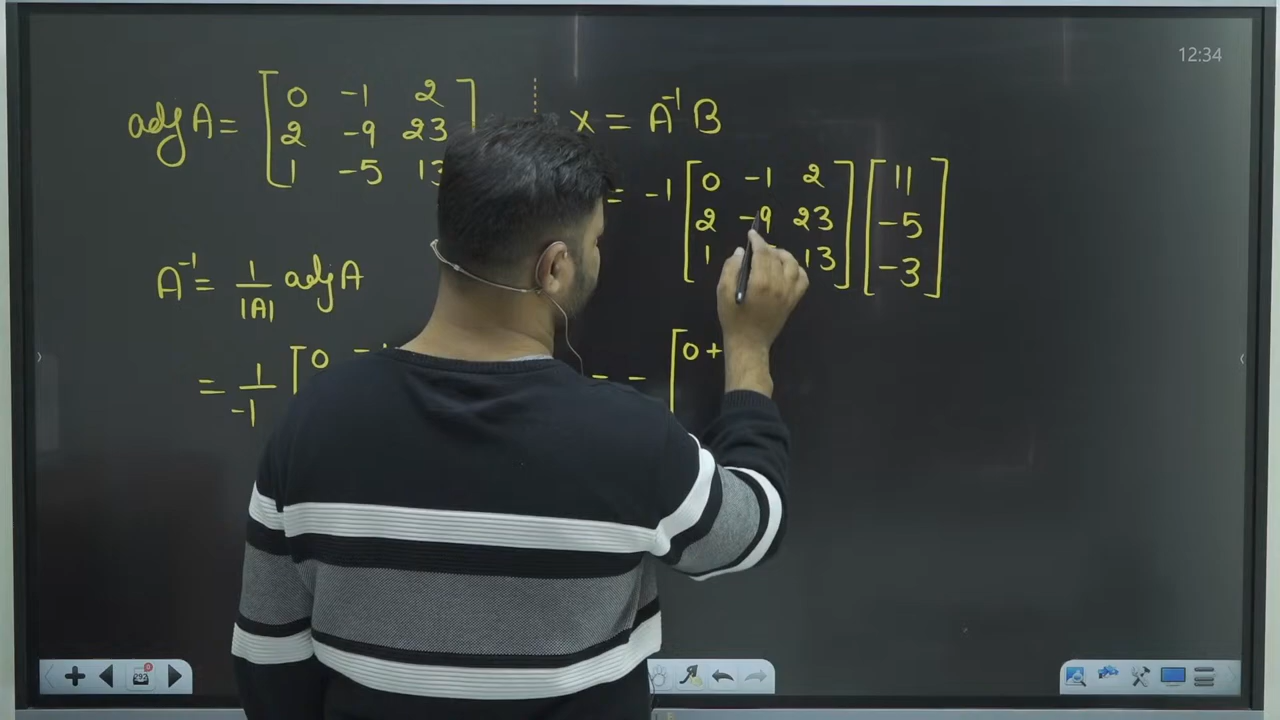 12:34
adj A = [ 0 -1 2
2 -9 23
1 -5 13
A⁻¹ = 1/|A| adj A
= 1/-1 [ 0 -1
x = A⁻¹ B
= -1 [ 0 -1 2 ] [ 11 ]
2 -9 23 -5
1 13 -3
= - [ 0 +